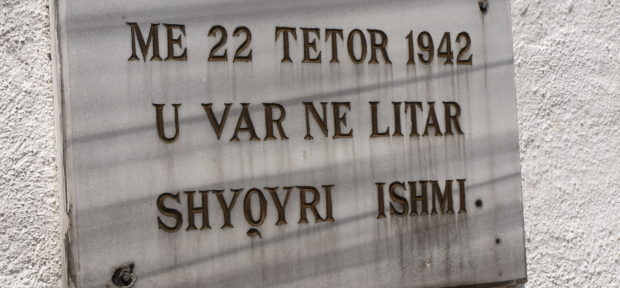 ME 22 TETOR 1942
U VAR NE LITAR
SHYQYRI ISHMI.